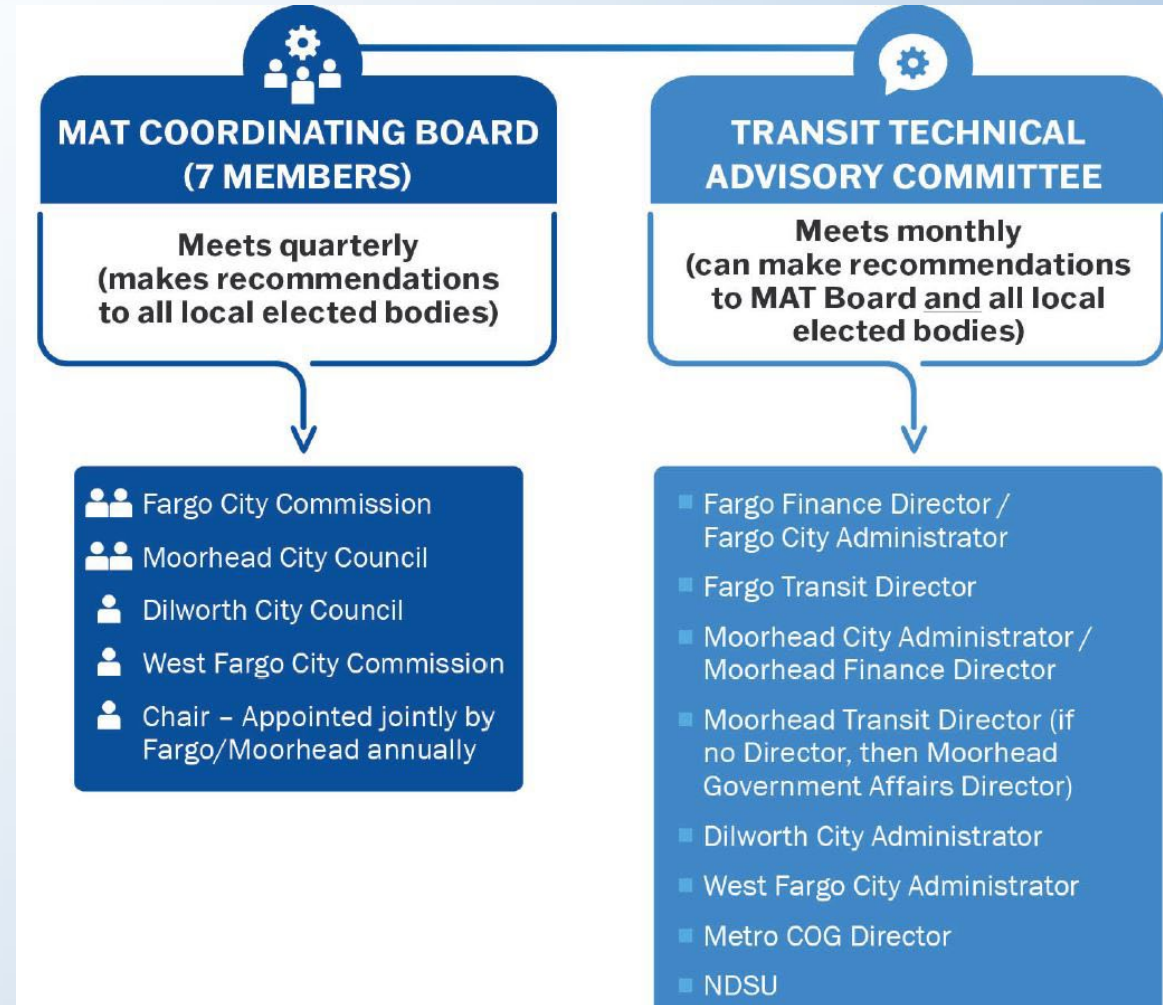 MAT COORDINATING BOARD
(7 MEMBERS)
Meets quarterly
(makes recommendations
to all local elected bodies)
Fargo City Commission
Moorhead City Council
Dilworth City Council
West Fargo City Commission
Chair – Appointed jointly by
Fargo/Moorhead annually
TRANSIT TECHNICAL
ADVISORY COMMITTEE
Meets monthly
(can make recommendations
to MAT Board and all local
elected bodies)
Fargo Finance Director /
Fargo City Administrator
Fargo Transit Director
Moorhead City Administrator /
Moorhead Finance Director
Moorhead Transit Director (if
no Director, then Moorhead
Government Affairs Director)
Dilworth City Administrator
West Fargo City Administrator
Metro COG Director
NDSU